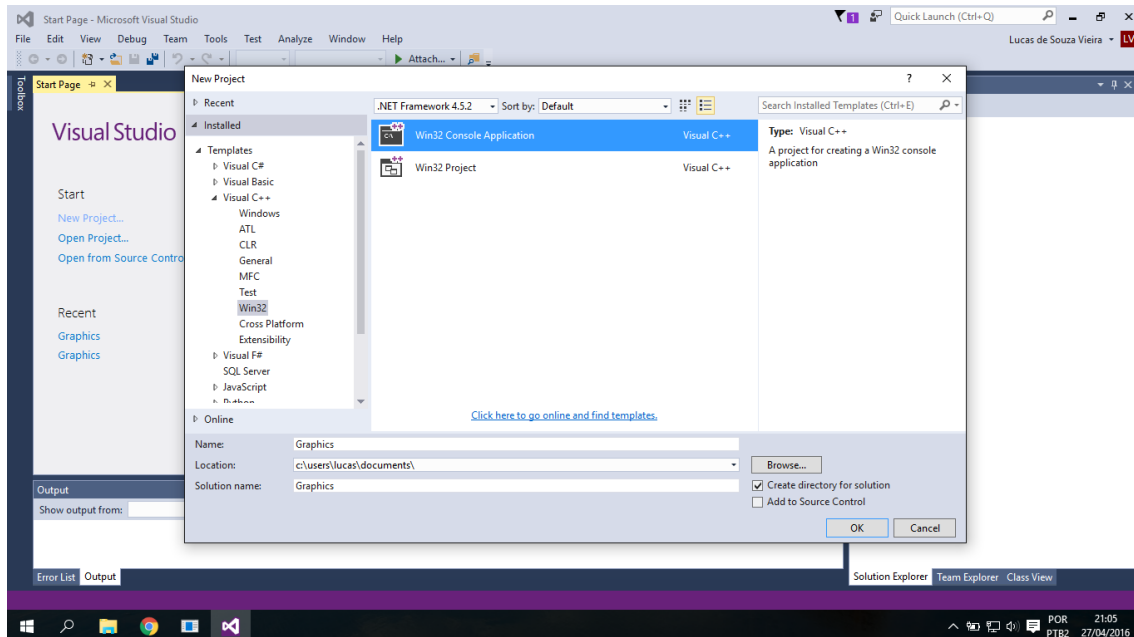 Start Page - Microsoft Visual Studio
1
Quick Launch (Ctrl+Q)
File Edit View Debug Team Tools Test Analyze Window Help
Lucas de Souza Vieira
LV
Attach...
Toolbox
Start Page
Visual Studio
Start
New Project...
Open Project...
Open from Source Contro
Recent
Graphics
Graphics
New Project
?
Recent
.NET Framework 4.5.2
Sort by: Default
Search Installed Templates (Ctrl+E)
Installed
Templates
Visual C#
Visual Basic
Visual C++
Windows
ATL
CLR
General
MFC
Test
Win32
Cross Platform
Extensibility
Visual F#
SQL Server
JavaScript
Python
Online
Win32 Console Application Visual C++
Win32 Project Visual C++
Type: Visual C++
A project for creating a Win32 console
application
Click here to go online and find templates.
Name: Graphics
Location: c:\users\lucas\documents\
Browse...
Solution name: Graphics
Create directory for solution
Add to Source Control
OK Cancel
Output
Show output from:
Error List Output
Solution Explorer Team Explorer Class View
POR 21:05
PTB2 27/04/2016